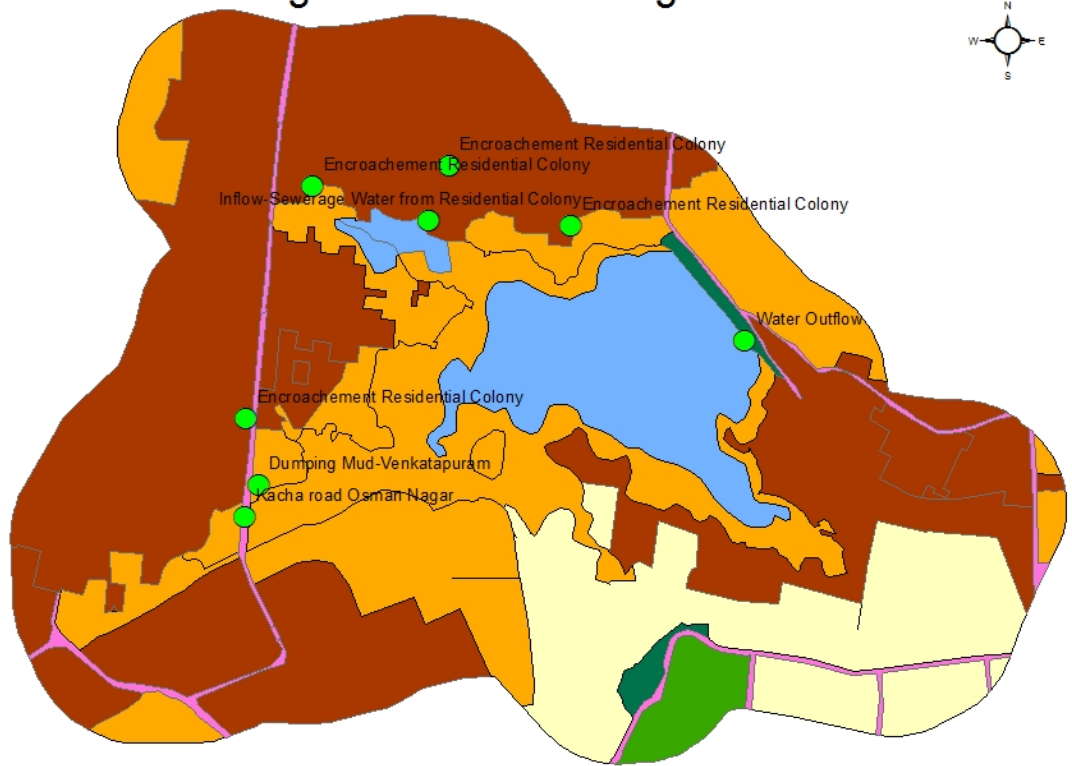 N
W E
S
Encroachement Residential Colony
Encroachement Residential Colony
Inflow-Sewerage Water from Residential Colony
Encroachement Residential Colony
Water Outflow
Encroachement Residential Colony
Dumping Mud-Venkatapuram
Kacha road Osman Nagar